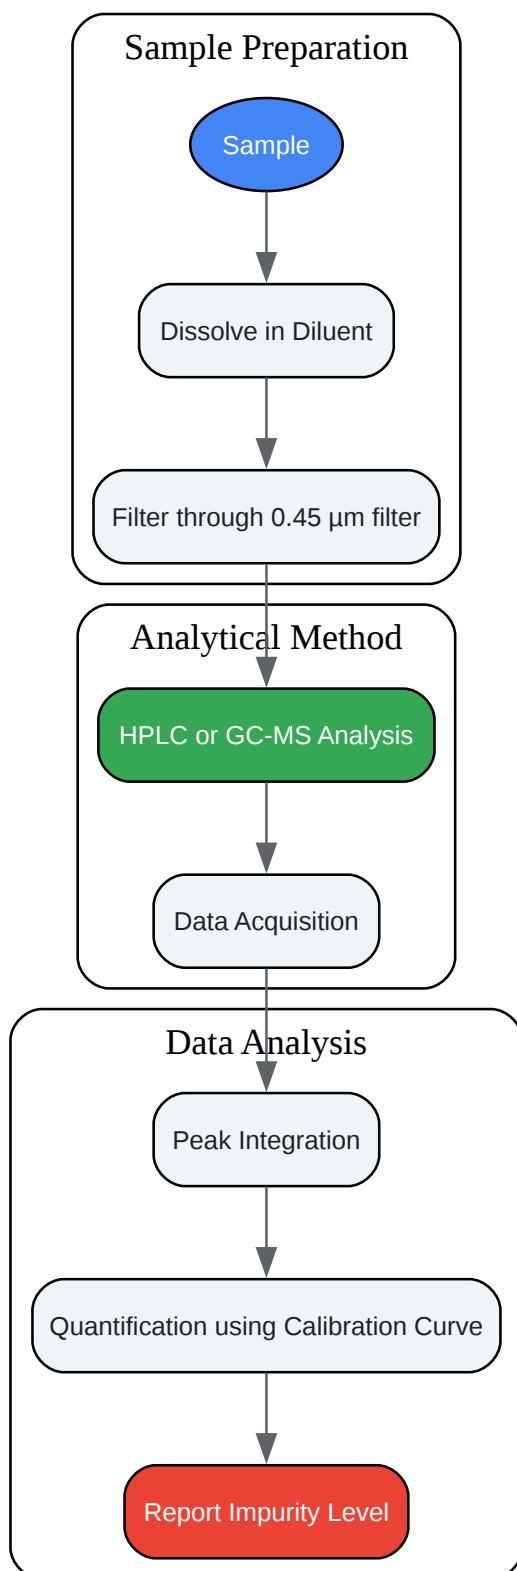 Sample Preparation
Sample
Dissolve in Diluent
Filter through 0.45 µm filter
Analytical Method
HPLC or GC-MS Analysis
Data Acquisition
Data Analysis
Peak Integration
Quantification using Calibration Curve
Report Impurity Level